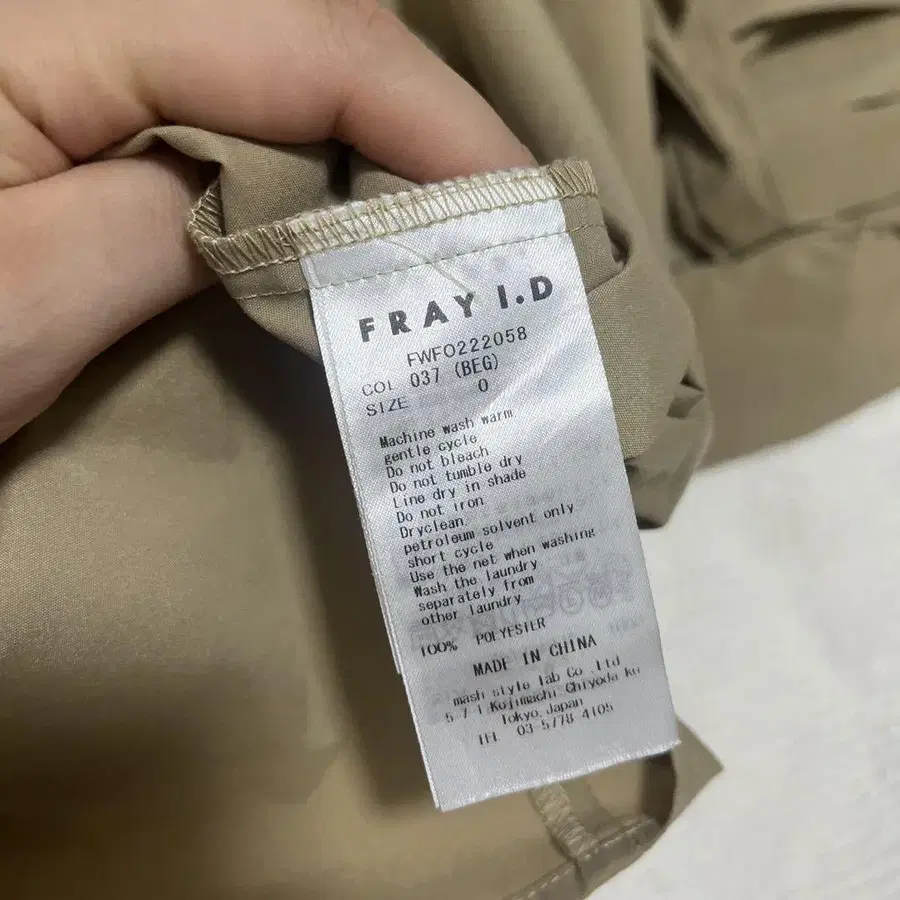 FRAY I.D
FWFO222058
COL 037 (BEG)
SIZE 0
Machine wash warm
gentle cycle
Do not bleach
Do not tumble dry
Line dry in shade
Do not iron
Dryclean.
petroleum solvent only
short cycle
Use the net when washing
Wash the laundry
separately from
other laundry
100% POLYESTER
MADE IN CHINA
mash style lab Co.,Ltd
5 7 1 Kojimachi Chiyoda ku
Tokyo,Japan
TEL 03 5778 4105